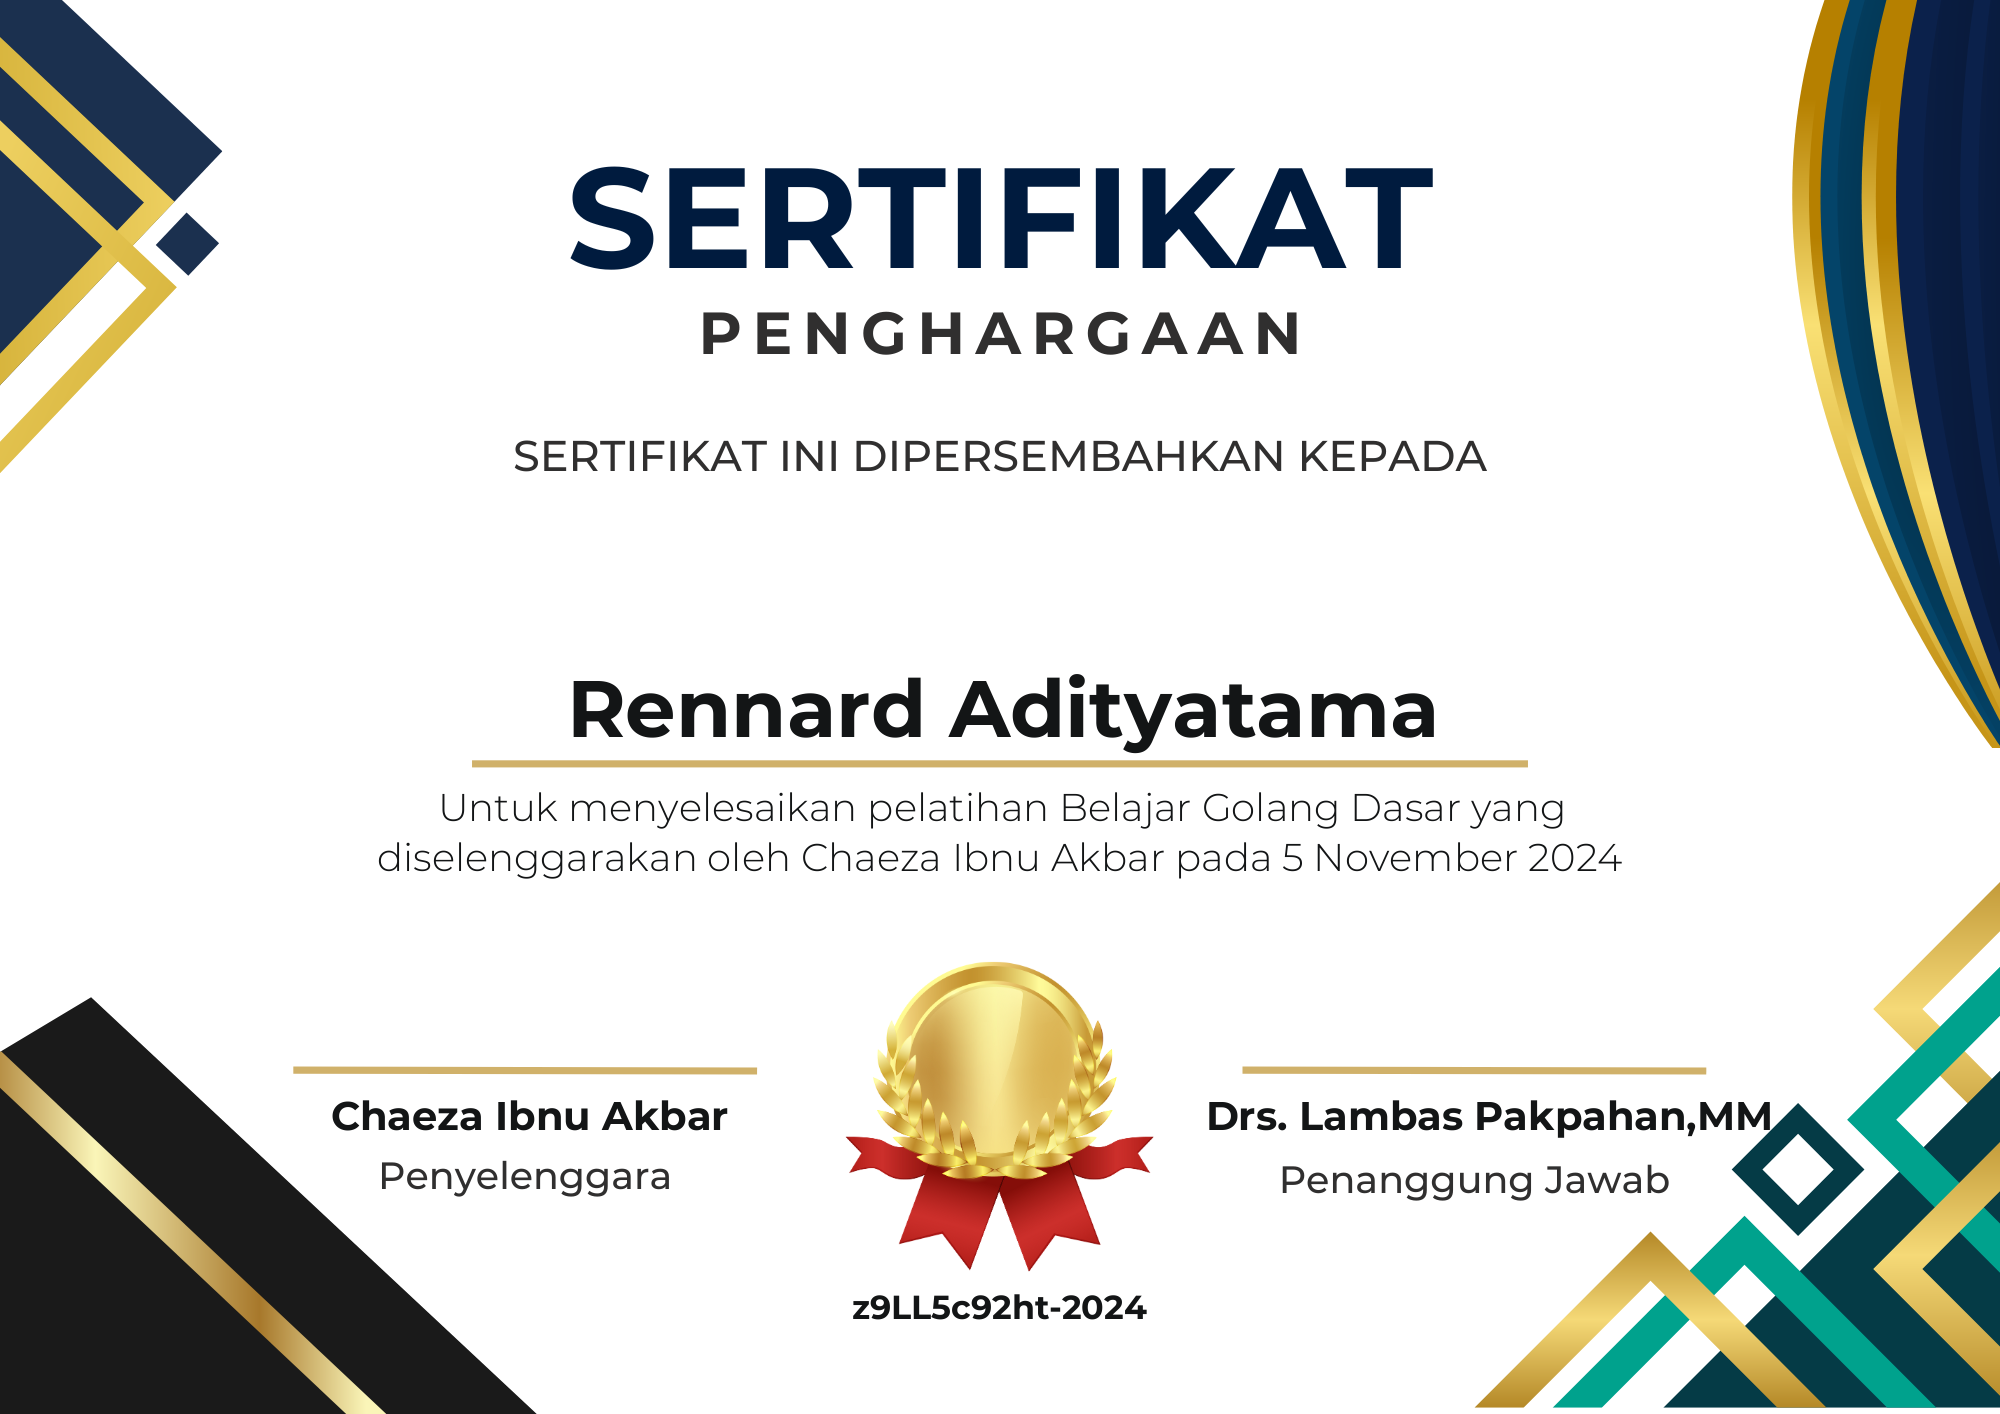 SERTIFIKAT
PENGHARGAAN
SERTIFIKAT INI DIPERSEMBAHKAN KEPADA
Rennard Adityatama
Untuk menyelesaikan pelatihan Belajar Golang Dasar yang
diselenggarakan oleh Chaeza Ibnu Akbar pada 5 November 2024
Chaeza Ibnu Akbar
Penyelenggara
Drs. Lambas Pakpahan,MM
Penanggung Jawab
z9LL5c92ht-2024